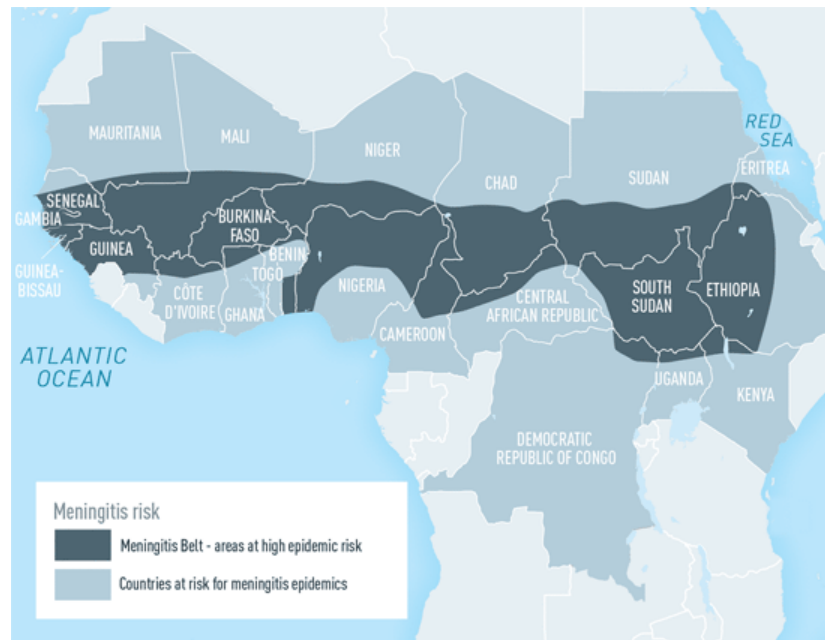 MAURITANIA
MALI
NIGER
CHAD
SUDAN
RED
SEA
ERITREA
SENEGAL
GAMBIA
GUINEA
GUINEA-
BISSAU
BURKINA
FASO
BENIN
TOGO
CÔTE
D'IVOIRE
GHANA
NIGERIA
CAMEROON
CENTRAL
AFRICAN REPUBLIC
SOUTH
SUDAN
ETHIOPIA
UGANDA
KENYA
DEMOCRATIC
REPUBLIC OF CONGO
ATLANTIC
OCEAN
Meningitis risk
Meningitis Belt - areas at high epidemic risk
Countries at risk for meningitis epidemics